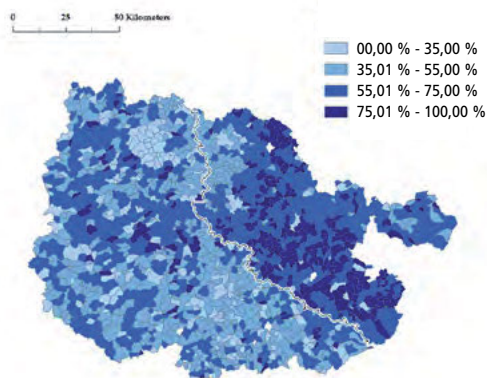 0 25 50 Kilometers
00,00 % - 35,00 %
35,01 % - 55,00 %
55,01 % - 75,00 %
75,01 % - 100,00 %